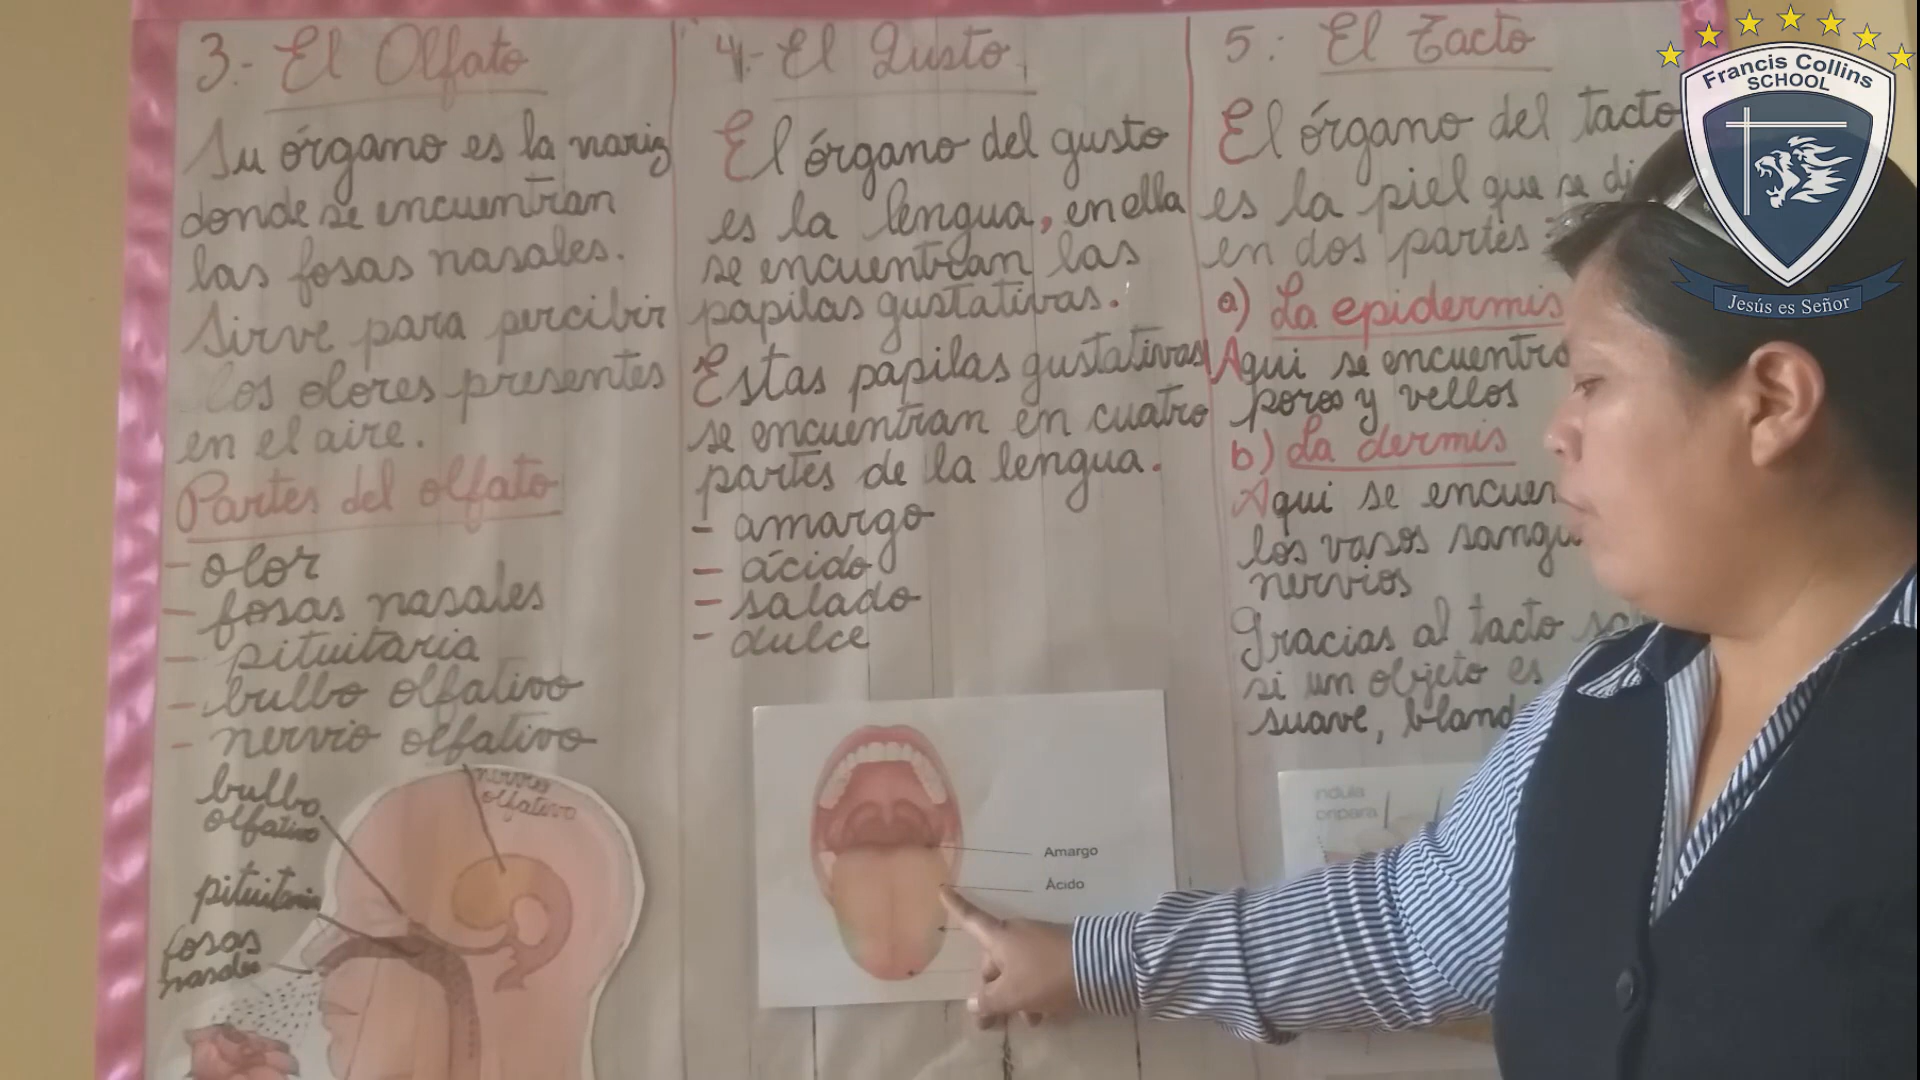 3.- El Olfato
Su órgano es la nariz
donde se encuentran
las fosas nasales.
Sirve para percibir
los olores presentes
en el aire.
Partes del olfato
- olor
- fosas nasales
- pituitaria
- bulbo olfativo
- nervio olfativo
nervios
olfativo
bulbo
olfativo
pituitaria
fosas
nasales
4.- El Gusto
El órgano del gusto
es la lengua, en ella
se encuentran las
papilas gustativas.
Estas papilas gustativas
se encuentran en cuatro
partes de la lengua.
- amargo
- ácido
- salado
- dulce
Amargo
Ácido
5. El Tacto
El órgano del tacto
es la piel que se di
en dos partes
a) La epidermis
Aqui se encuentra
poros y vellos
b) La dermis
Aqui se encuen
los vasos sangu
nervios
Gracias al tacto
si un objeto es
suave, bland
ndula
oripara
Francis Collins
SCHOOL
Jesús es Señor